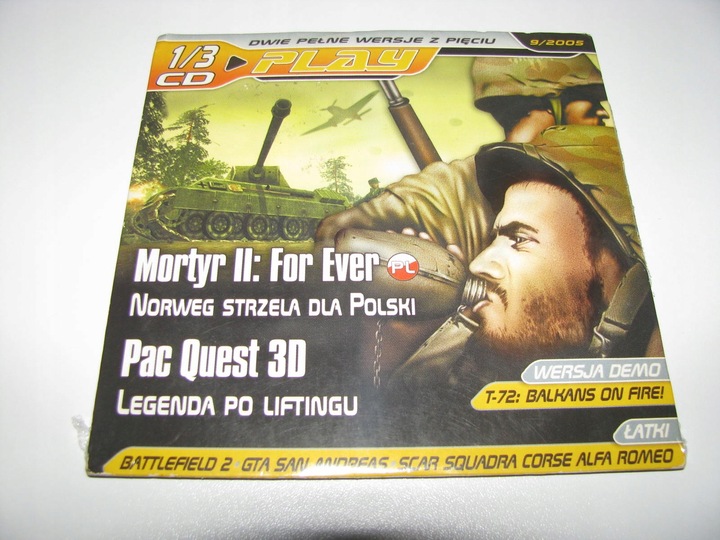 1/3
CD
DWIE PEŁNE WERSJE Z PIĘCIU
9/2005
PLAY
Mortyr II: For Ever PL
NORWEG STRZELA DLA POLSKI
Pac Quest 3D
LEGENDA PO LIFTINGU
WERSJA DEMO
T-72: BALKANS ON FIRE!
ŁATKI
BATTLEFIELD 2 GTA SAN ANDREAS SCAR SQUADRA CORSE ALFA ROMEO